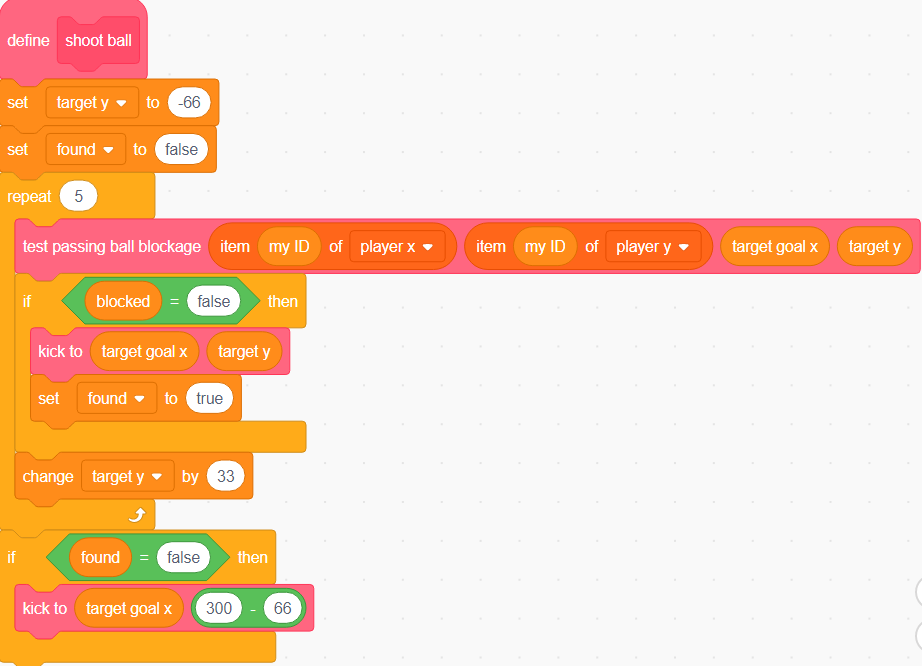 define shoot ball
set target y to -66
set found to false
repeat 5
test passing ball blockage item my ID of player x item my ID of player y target goal x target y
if blocked = false then
kick to target goal x target y
set found to true
change target y by 33
if found = false then
kick to target goal x 300 - 66